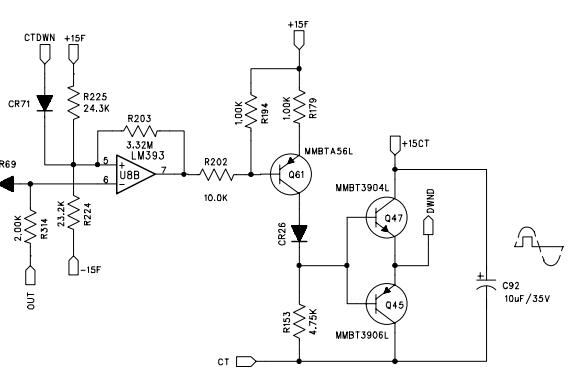 +15F
CTDWN +15F
CR71
R225
24.3K
R203
3.32M
LM393
5
+
U8B
7
6
−
R69
R202
10.0K
1.00K
R194
1.00K
R179
MMBTA56L
Q61
+15CT
MMBT3904L
Q47
DWND
CR26
2.00K
R314
23.2K
R224
-15F
OUT
Q45
MMBT3906L
R153
4.75K
+
C92
10uF/35V
CT